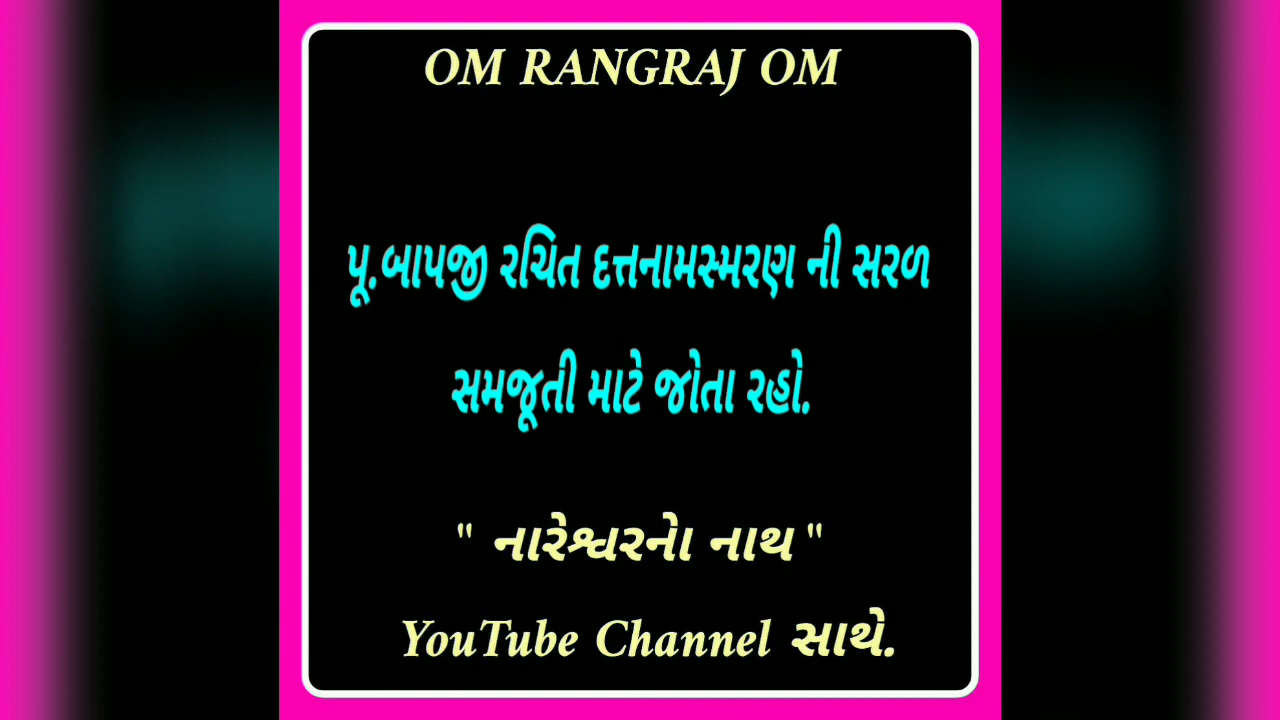 OM RANGRAJ OM
પૂ.બાપજી રચિત દત્તનામસ્મરણ ની સરળ
સમજૂતી માટે જોતા રહો.
" નારેશ્વરનો નાથ "
YouTube Channel સાથે.